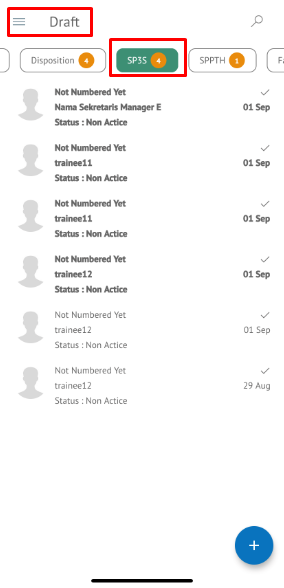 Draft
Disposition 4
SP3S 4
SPPTH 1
Not Numbered Yet
Nama Sekretaris Manager E
01 Sep
Status : Non Actice
Not Numbered Yet
trainee11
01 Sep
Status : Non Actice
Not Numbered Yet
trainee11
01 Sep
Status : Non Actice
Not Numbered Yet
trainee12
01 Sep
Status : Non Actice
Not Numbered Yet
trainee12
01 Sep
Status : Non Actice
Not Numbered Yet
trainee12
29 Aug
Status : Non Actice